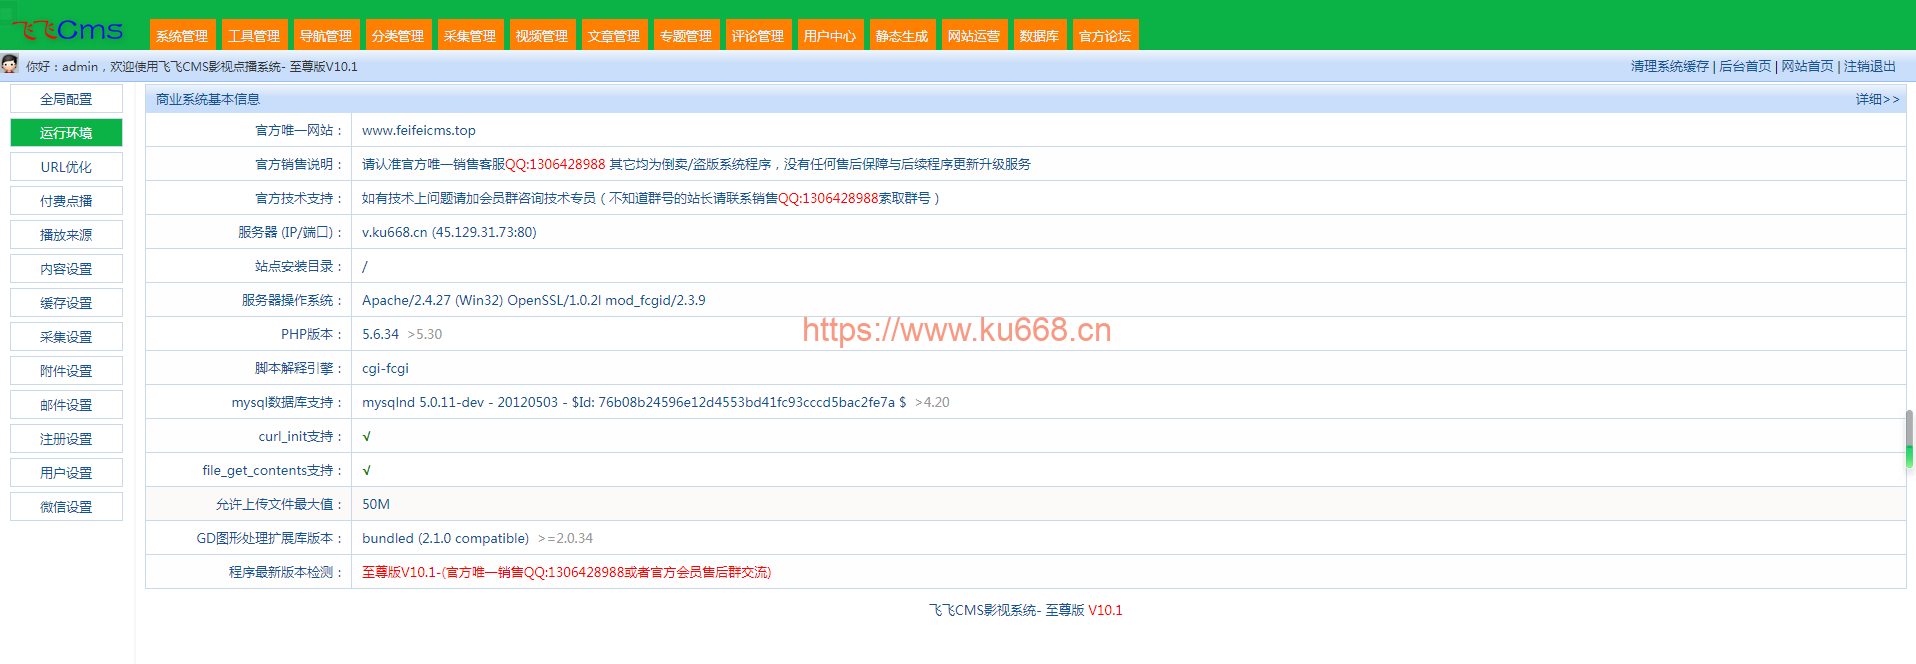 飞飞Cms
系统管理 工具管理 导航管理 分类管理 采集管理 视频管理 文章管理 专题管理 评论管理 用户中心 静态生成 网站运营 数据库 官方论坛
你好：admin，欢迎使用飞飞CMS影视点播系统- 至尊版V10.1
清理系统缓存 | 后台首页 | 网站首页 | 注销退出
全局配置
运行环境
URL优化
付费点播
播放来源
内容设置
缓存设置
采集设置
附件设置
邮件设置
注册设置
用户设置
微信设置
商业系统基本信息 详细>>
官方唯一网站： www.feifeicms.top
官方销售说明： 请认准官方唯一销售客服QQ:1306428988 其它均为倒卖/盗版系统程序，没有任何售后保障与后续程序更新升级服务
官方技术支持： 如有技术上问题请加会员群咨询技术专员（不知道群号的站长请联系销售QQ:1306428988索取群号）
服务器 (IP/端口)： v.ku668.cn (45.129.31.73:80)
站点安装目录： /
服务器操作系统： Apache/2.4.27 (Win32) OpenSSL/1.0.2l mod_fcgid/2.3.9
PHP版本： 5.6.34 >5.30
脚本解释引擎： cgi-fcgi
mysql数据库支持： mysqlnd 5.0.11-dev - 20120503 - $Id: 76b08b24596e12d4553bd41fc93cccd5bac2fe7a $ >4.20
curl_init支持： √
file_get_contents支持： √
允许上传文件最大值： 50M
GD图形处理扩展库版本： bundled (2.1.0 compatible) >=2.0.34
程序最新版本检测： 至尊版V10.1-(官方唯一销售QQ:1306428988或者官方会员售后群交流)
https://www.ku668.cn
飞飞CMS影视系统- 至尊版 V10.1